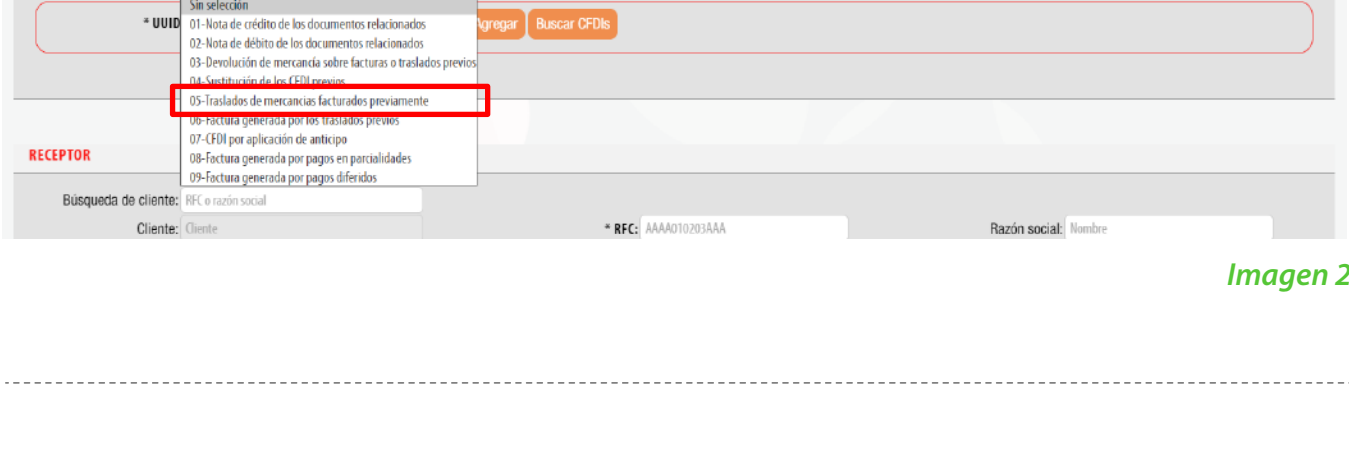 Sin selección
* UUID
01-Nota de crédito de los documentos relacionados
Agregar
Buscar CFDIs
02-Nota de débito de los documentos relacionados
03-Devolución de mercancía sobre facturas o traslados previos
04-Sustitución de los CFDI previos
05-Traslados de mercancias facturados previamente
06-Factura generada por los traslados previos
07-CFDI por aplicación de anticipo
08-Factura generada por pagos en parcialidades
09-Factura generada por pagos diferidos
RECEPTOR
Búsqueda de cliente: RFC o razón social
Cliente: Cliente * RFC: AAAA010203AAA Razón social: Nombre
Imagen 2